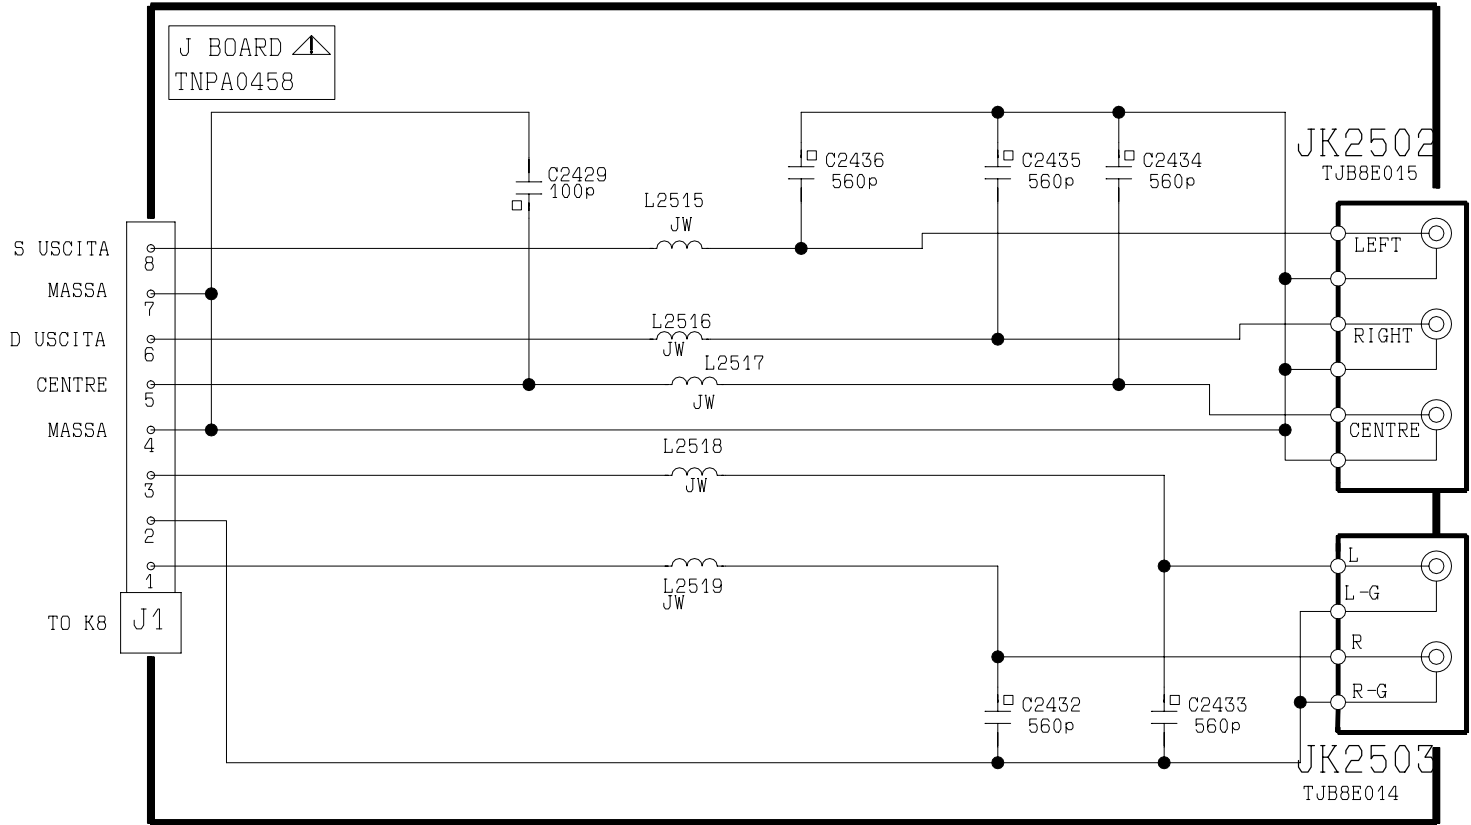 J BOARD
TNPA0458
JK2502
TJB8E015
C2436
560p
C2435
560p
C2434
560p
C2429
100p
L2515
JW
S USCITA
8
LEFT
MASSA
7
L2516
JW
D USCITA
6
RIGHT
L2517
JW
CENTRE
5
MASSA
4
CENTRE
L2518
JW
3
2
1
L2519
JW
TO K8
J1
L
L-G
R
R-G
C2432
560p
C2433
560p
JK2503
TJB8E014